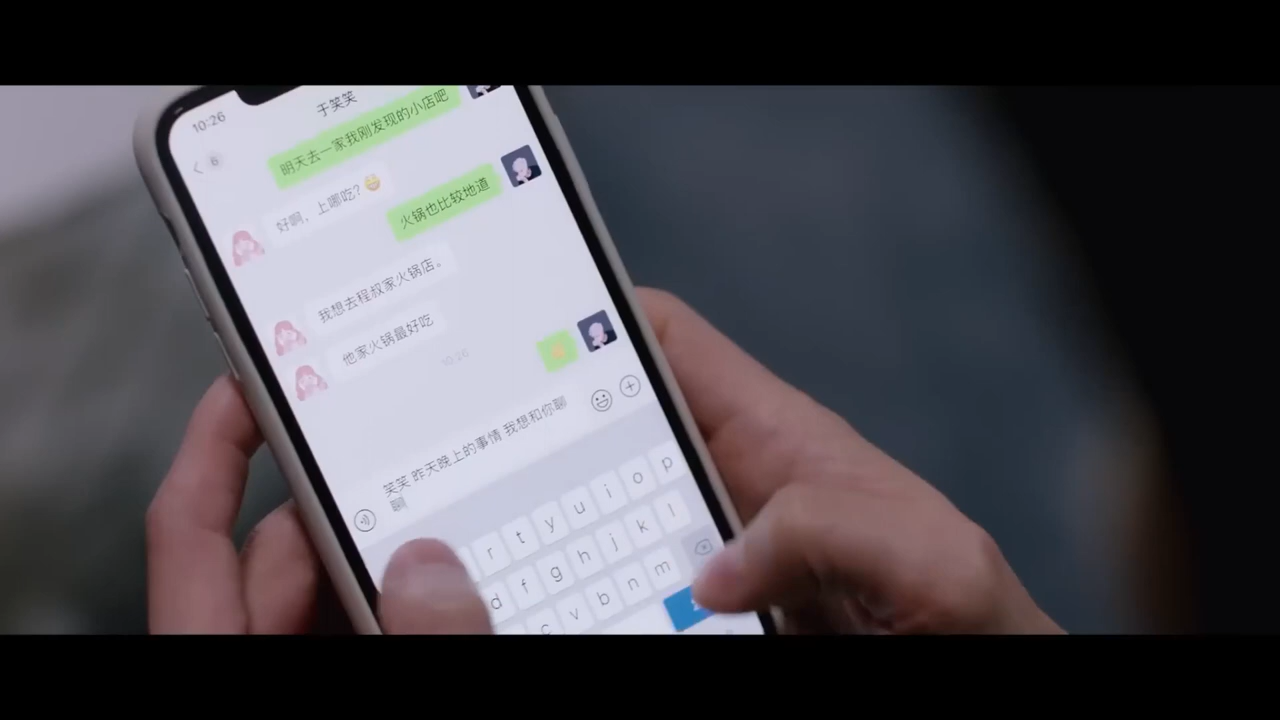 10:26
于笑笑
6
明天去一家我刚发现的小店吧
好啊，上哪吃？😄
火锅也比较地道
我想去程叔家火锅店。
他家火锅最好吃
10:26
笑笑 昨天晚上的事情 我想和你聊
聊
r t y u i o p
d f g h j k l
c v b n m